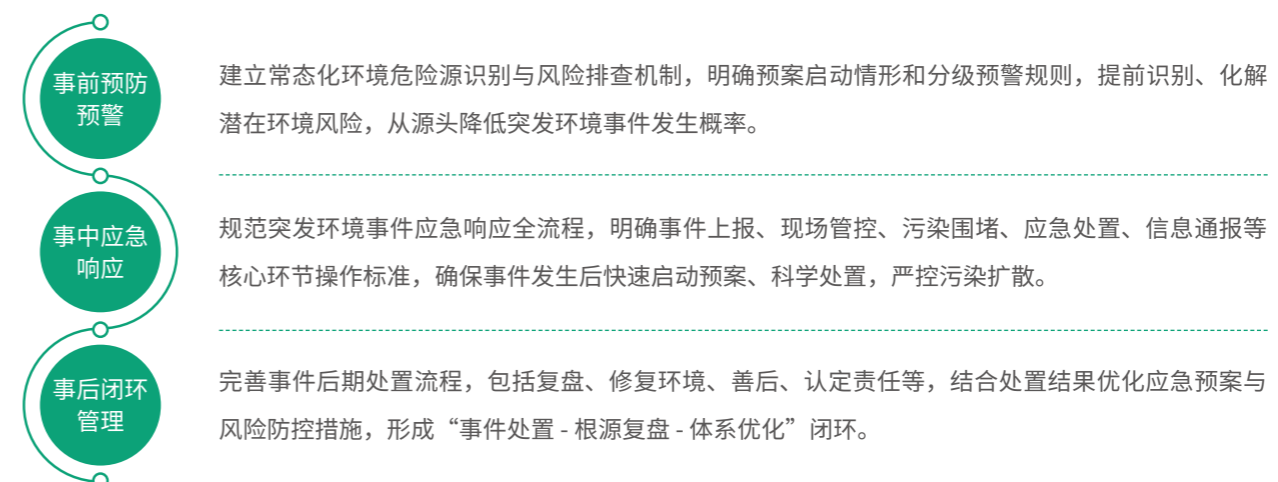 事前预防
预警
建立常态化环境危险源识别与风险排查机制，明确预案启动情形和分级预警规则，提前识别、化解
潜在环境风险，从源头降低突发环境事件发生概率。
事中应急
响应
规范突发环境事件应急响应全流程，明确事件上报、现场管控、污染围堵、应急处置、信息通报等
核心环节操作标准，确保事件发生后快速启动预案、科学处置，严控污染扩散。
事后闭环
管理
完善事件后期处置流程，包括复盘、修复环境、善后、认定责任等，结合处置结果优化应急预案与
风险防控措施，形成“事件处置 - 根源复盘 - 体系优化”闭环。